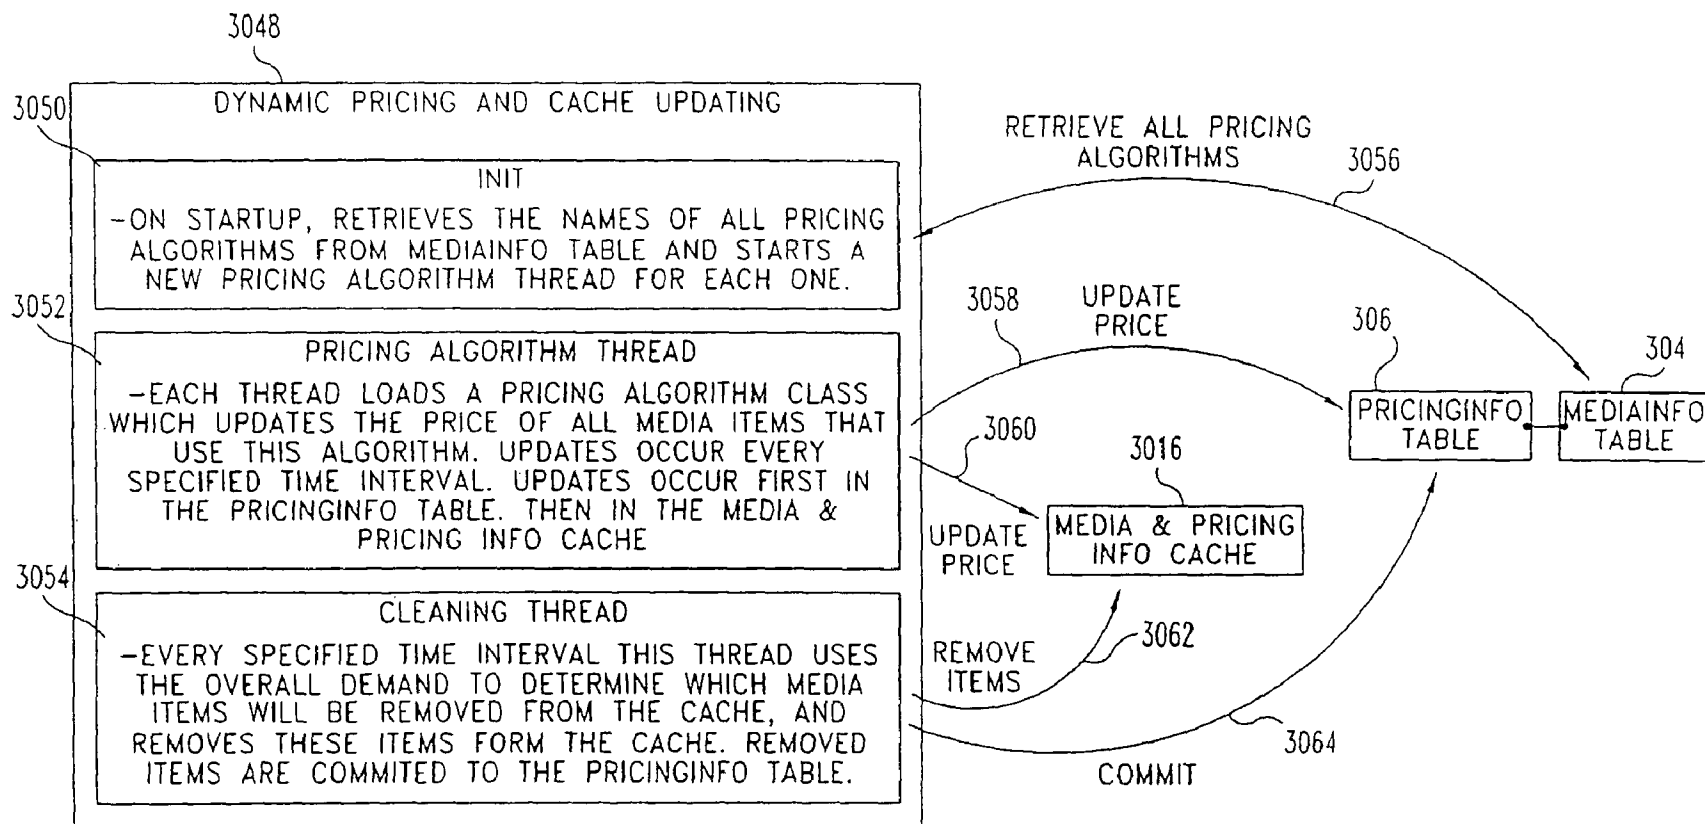 3048
DYNAMIC PRICING AND CACHE UPDATING
3050
INIT
-ON STARTUP, RETRIEVES THE NAMES OF ALL PRICING
ALGORITHMS FROM MEDIAINFO TABLE AND STARTS A
NEW PRICING ALGORITHM THREAD FOR EACH ONE.
3052
PRICING ALGORITHM THREAD
-EACH THREAD LOADS A PRICING ALGORITHM CLASS
WHICH UPDATES THE PRICE OF ALL MEDIA ITEMS THAT
USE THIS ALGORITHM. UPDATES OCCUR EVERY
SPECIFIED TIME INTERVAL. UPDATES OCCUR FIRST IN
THE PRICINGINFO TABLE. THEN IN THE MEDIA &
PRICING INFO CACHE
3054
CLEANING THREAD
-EVERY SPECIFIED TIME INTERVAL THIS THREAD USES
THE OVERALL DEMAND TO DETERMINE WHICH MEDIA
ITEMS WILL BE REMOVED FROM THE CACHE, AND
REMOVES THESE ITEMS FORM THE CACHE. REMOVED
ITEMS ARE COMMITED TO THE PRICINGINFO TABLE.
RETRIEVE ALL PRICING
ALGORITHMS
3056
3058
UPDATE
PRICE
306
PRICINGINFO
TABLE
304
MEDIAINFO
TABLE
3060
UPDATE
PRICE
3016
MEDIA & PRICING
INFO CACHE
REMOVE
ITEMS
3062
3064
COMMIT